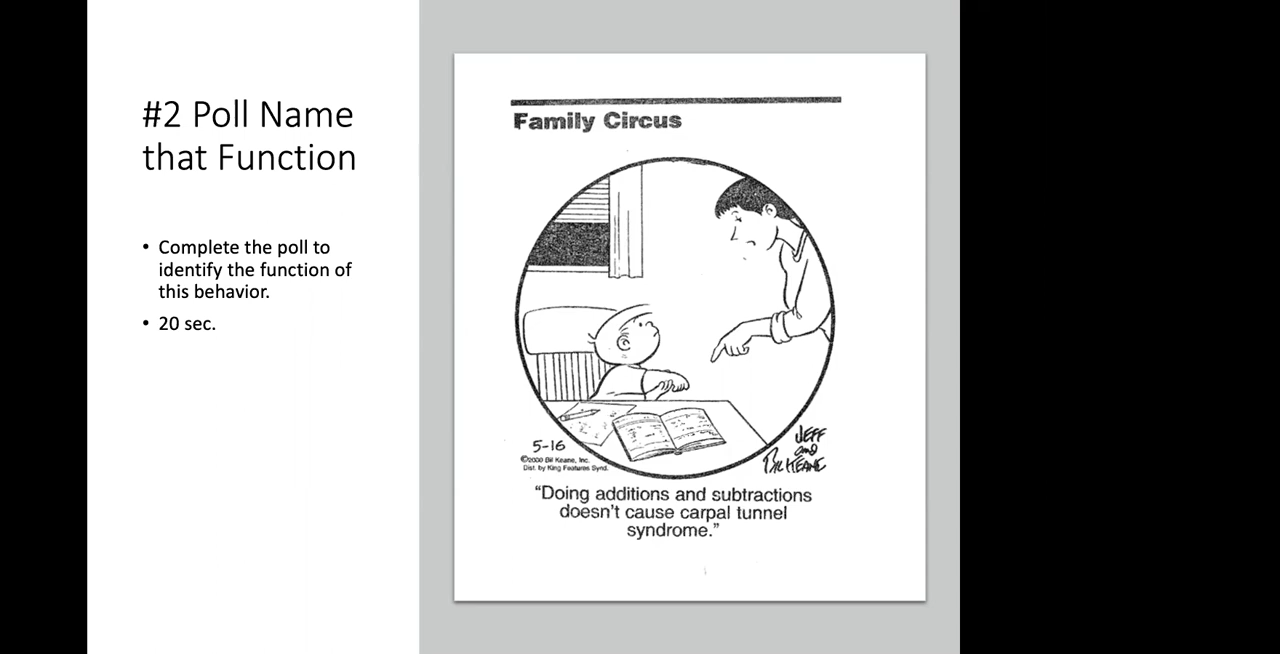 #2 Poll Name
that Function
• Complete the poll to
identify the function of
this behavior.
• 20 sec.
Family Circus
5-16
©2000 Bil Keane, Inc.
Dist. by King Features Synd.
JEFF
and
BIL KEANE
“Doing additions and subtractions
doesn’t cause carpal tunnel
syndrome.”